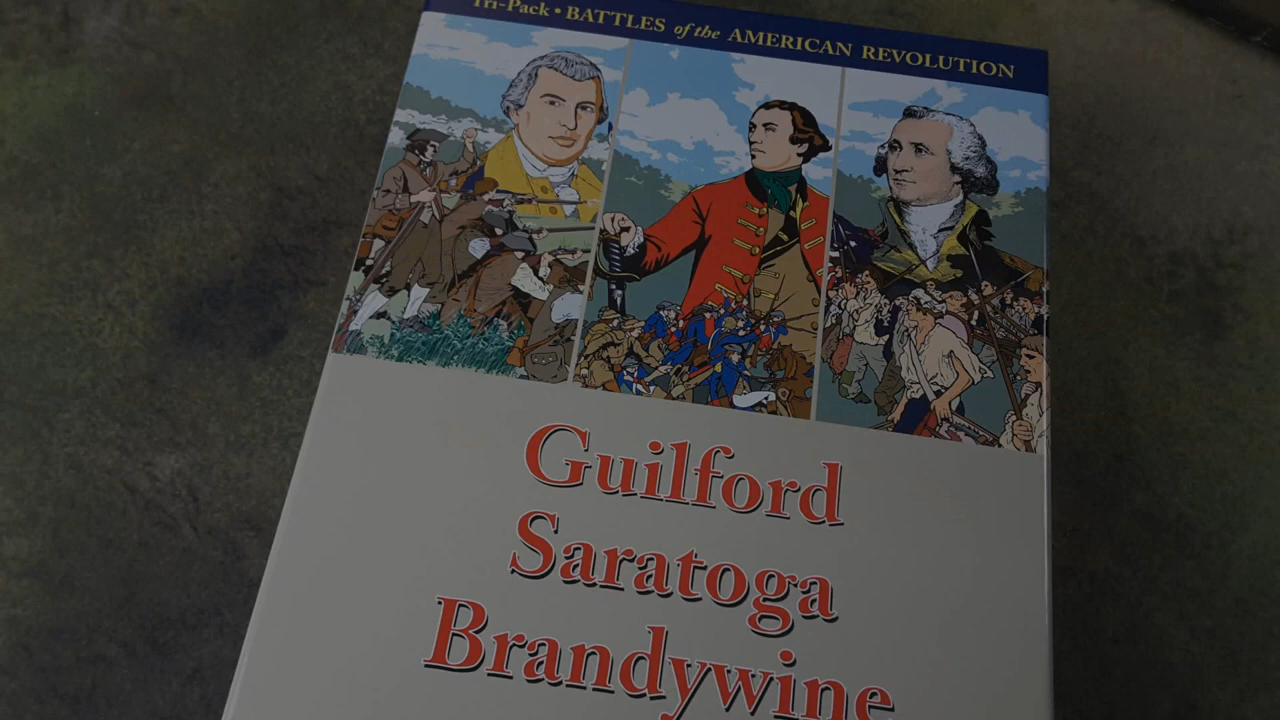 Tri-Pack • BATTLES of the AMERICAN REVOLUTION
Guilford
Saratoga
Brandywine